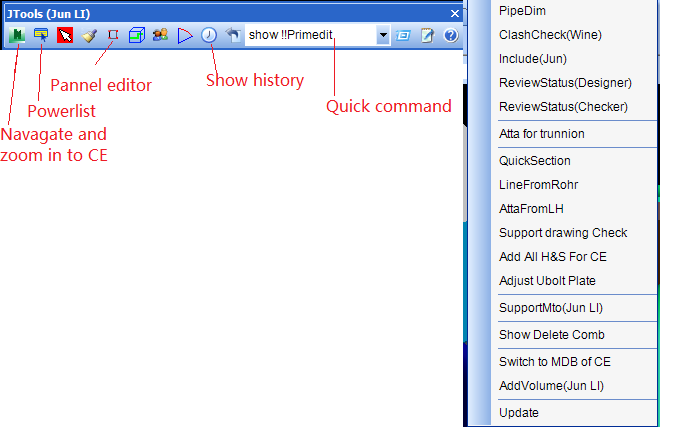 JTools (Jun LI)
show !!Primedit
Pannel editor
Show history
Powerlist
Quick command
Navagate and
zoom in to CE
PipeDim
ClashCheck(Wine)
Include(Jun)
ReviewStatus(Designer)
ReviewStatus(Checker)
Atta for trunnion
QuickSection
LineFromRohr
AttaFromLH
Support drawing Check
Add All H&S For CE
Adjust Ubolt Plate
SupportMto(Jun LI)
Show Delete Comb
Switch to MDB of CE
AddVolume(Jun LI)
Update